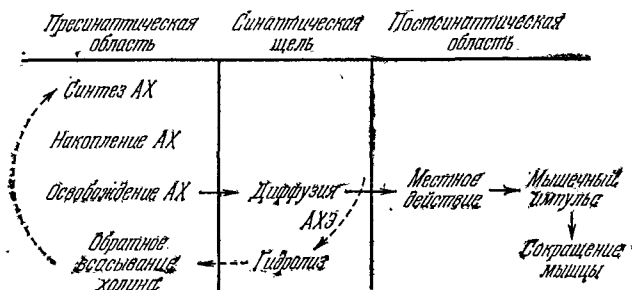 Пресинаптическая область
Синаптическая щель
Постсинаптическая область
Синтез АХ
Накопление АХ
Освобождение АХ
Диффузия
Местное действие
Мышечный импульс
АХЭ
Обратное всасывание холина
Гидролиз
Сокращение мышцы